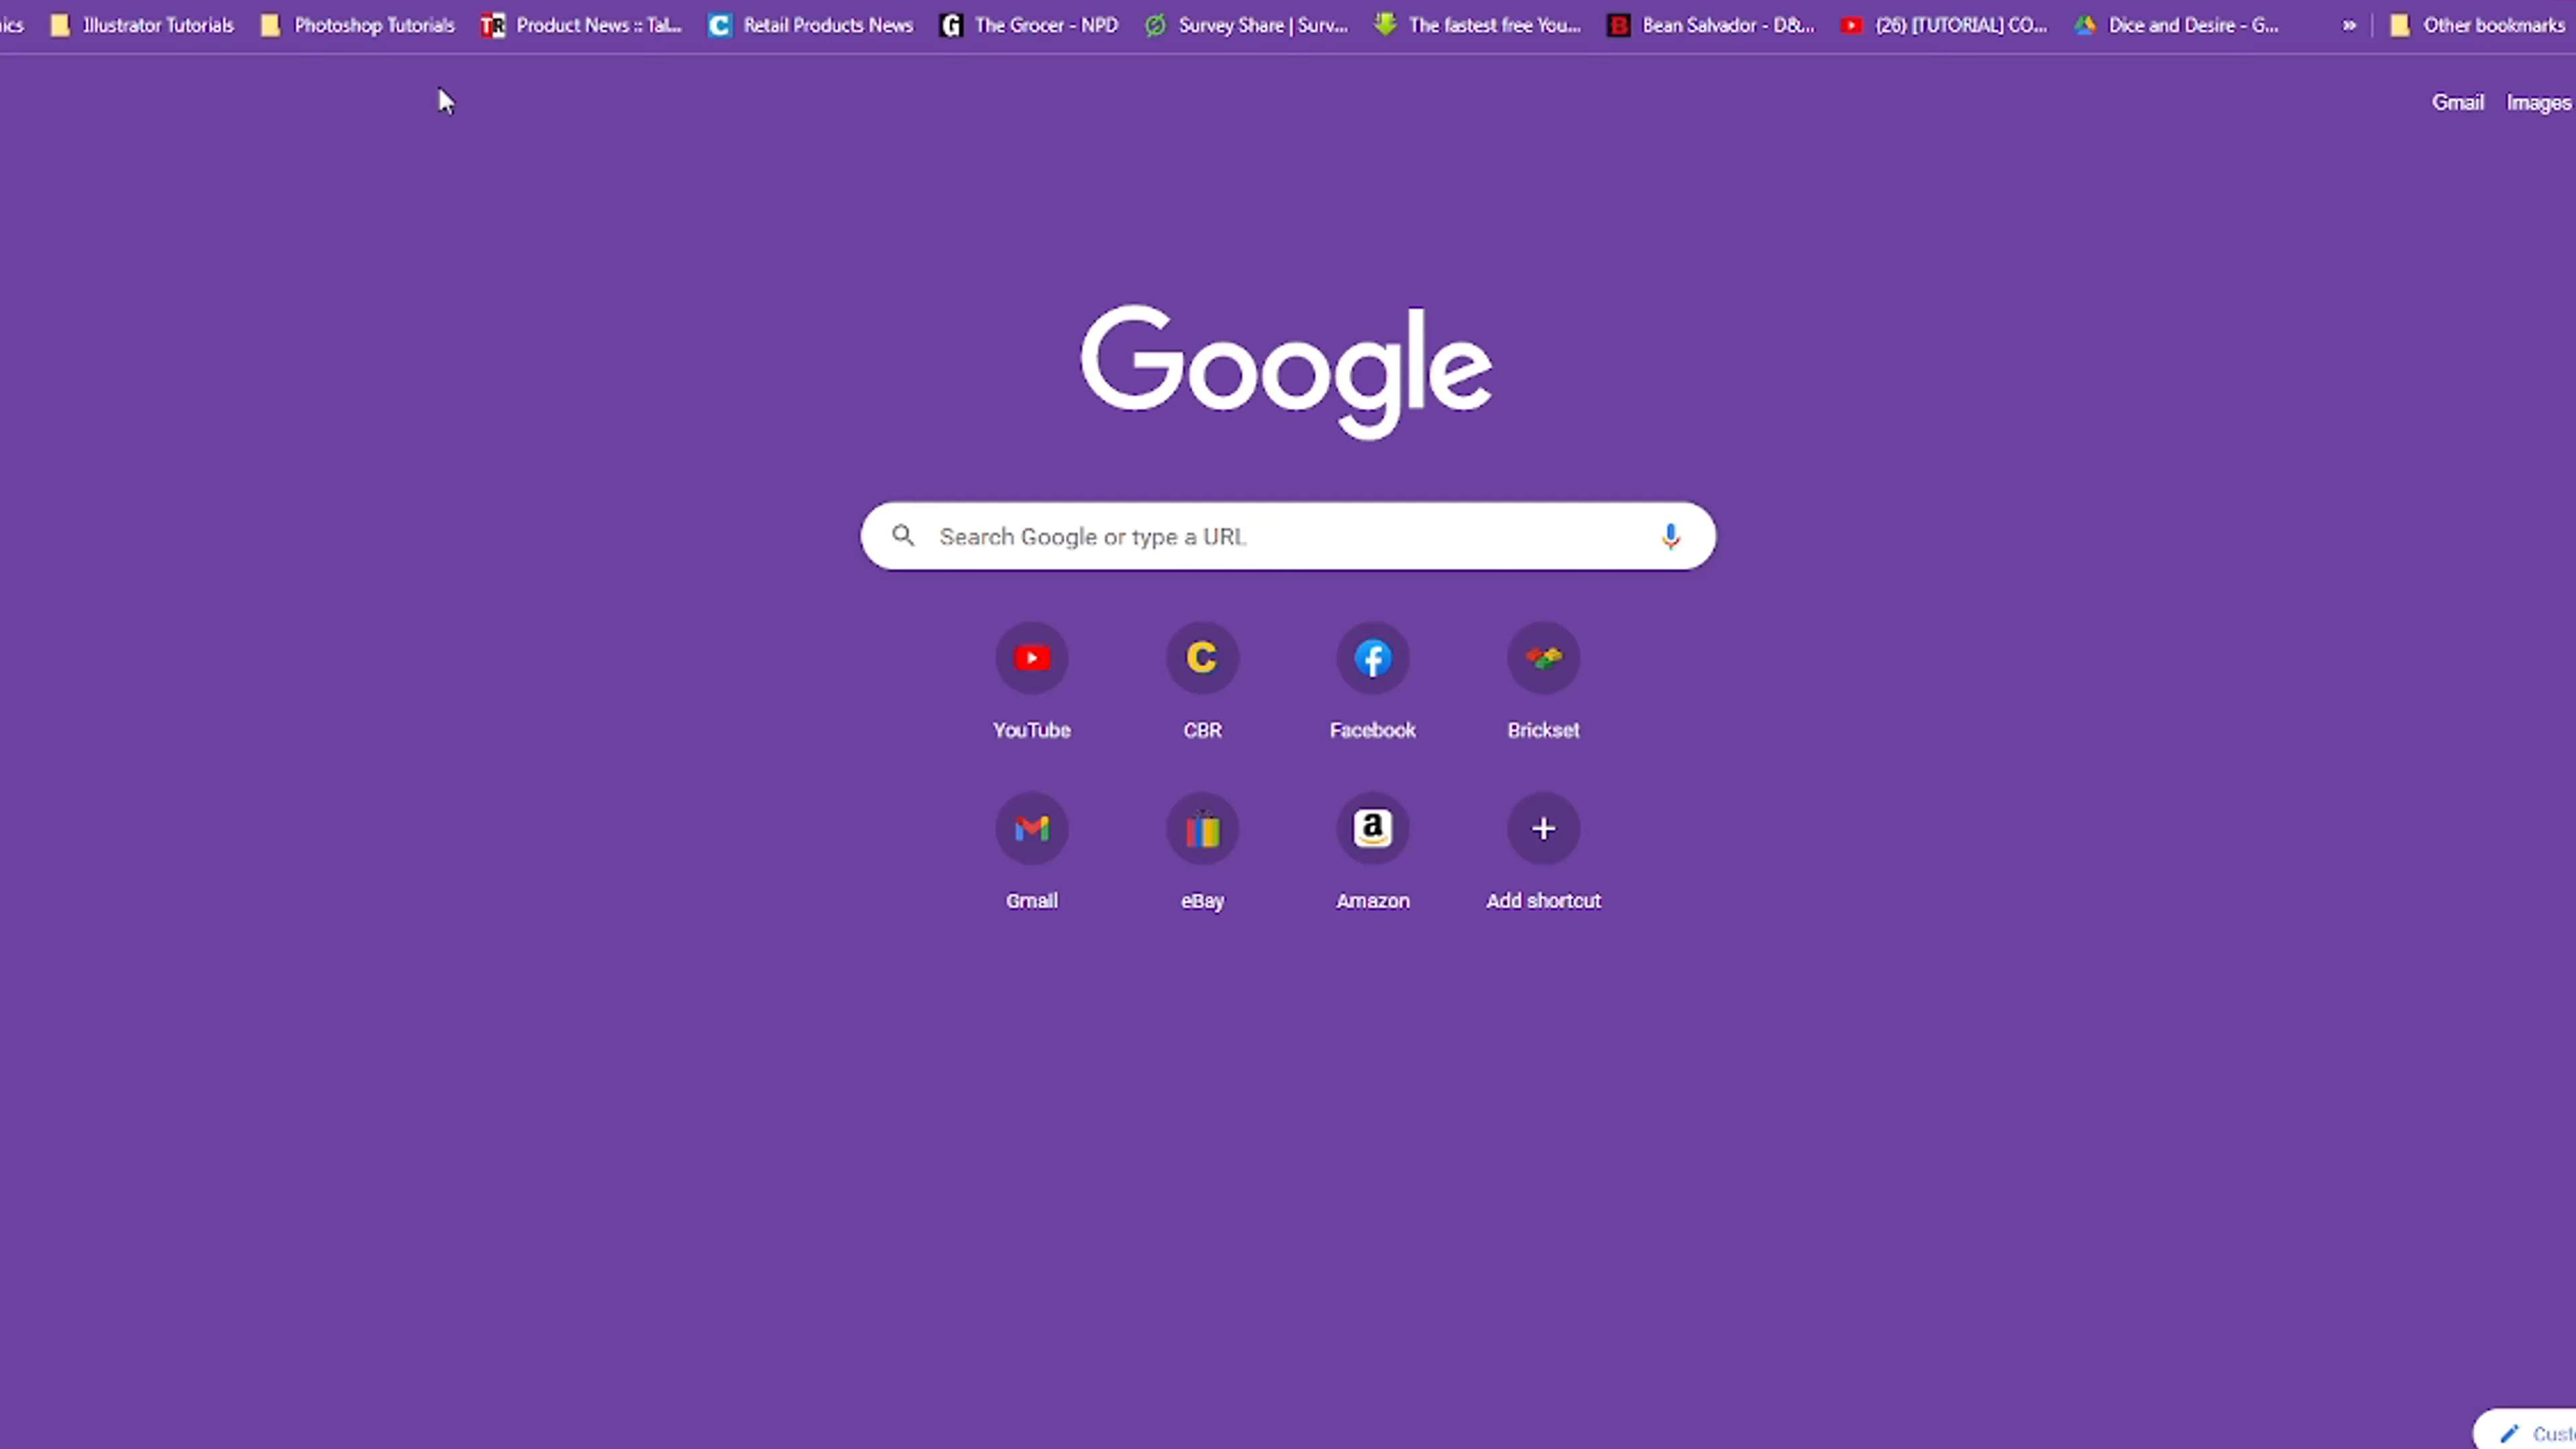 ics Illustrator Tutorials Photoshop Tutorials TR Product News :: Tal... C Retail Products News G The Grocer - NPD Survey Share | Surv... The fastest free You... B Bean Salvador - D&... (26) [TUTORIAL] CO... Dice and Desire - G... » Other bookmarks
Gmail Images
Google
Search Google or type a URL
YouTube CBR Facebook Brickset
Gmail eBay Amazon Add shortcut
Cust